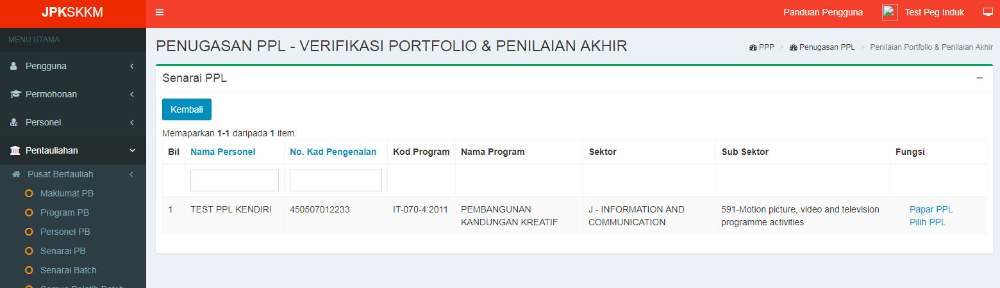 JPKSKKM
Panduan Pengguna Test Peg Induk
MENU UTAMA
Pengguna
Permohonan
Personel
Pentauliahan
Pusat Bertauliah
Maklumat PB
Program PB
Personel PB
Senarai PB
Senarai Batch
Semua Pelatih Batch
PENUGASAN PPL - VERIFIKASI PORTFOLIO & PENILAIAN AKHIR
PPP > Penugasan PPL > Penilaian Portfolio & Penilaian Akhir
Senarai PPL
Kembali
Memaparkan 1-1 daripada 1 item.
Bil Nama Personel No. Kad Pengenalan Kod Program Nama Program Sektor Sub Sektor Fungsi
1 TEST PPL KENDIRI 450507012233 IT-070-4:2011 PEMBANGUNAN J - INFORMATION AND 591-Motion picture, video and television Papar PPL
KANDUNGAN KREATIF COMMUNICATION programme activities Pilih PPL